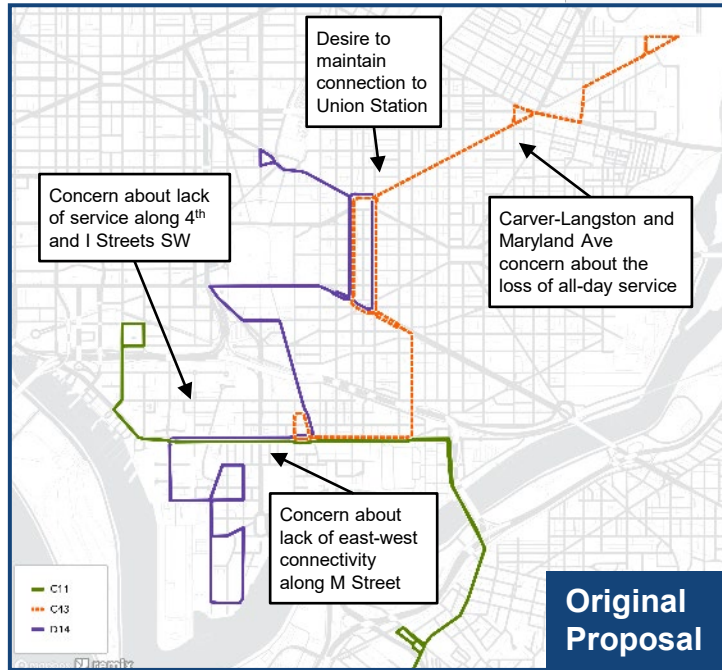 Desire to
maintain
connection to
Union Station
Concern about lack
of service along 4th
and I Streets SW
Carver-Langston and
Maryland Ave
concern about the
loss of all-day service
Concern about
lack of east-west
connectivity
along M Street
C11
C43
D14
remix
Original
Proposal